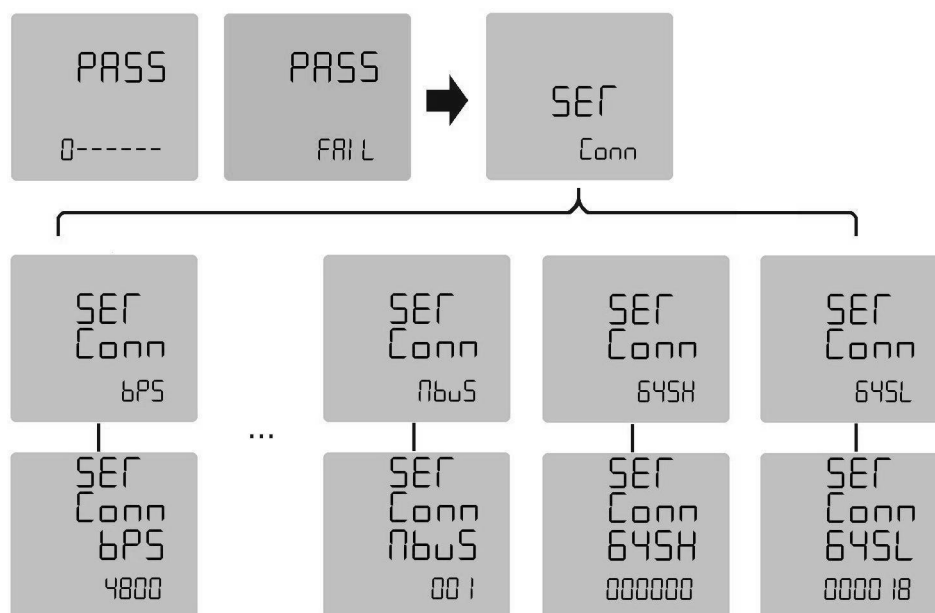 PASS
0------
PASS
FAIL
SET
Conn
SET
Conn
bPS
SET
Conn
MbuS
SET
Conn
645H
SET
Conn
645L
...
SET
Conn
bPS
4800
SET
Conn
MbuS
001
SET
Conn
645H
000000
SET
Conn
645L
000018